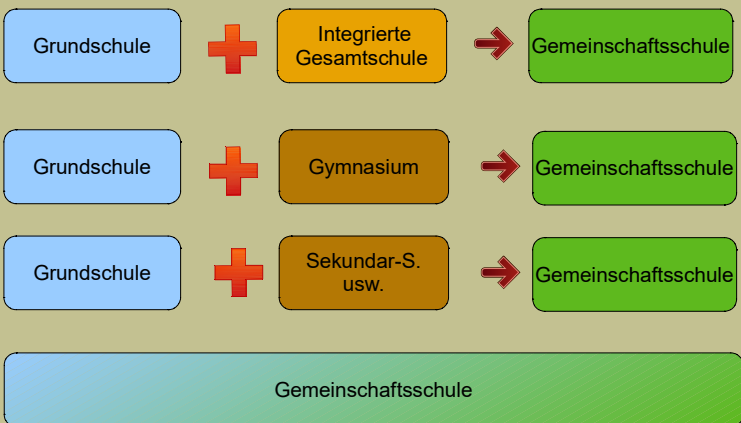 Grundschule
Integrierte
Gesamtschule
Gemeinschaftsschule
Grundschule
Gymnasium
Gemeinschaftsschule
Grundschule
Sekundar-S.
usw.
Gemeinschaftsschule
Gemeinschaftsschule